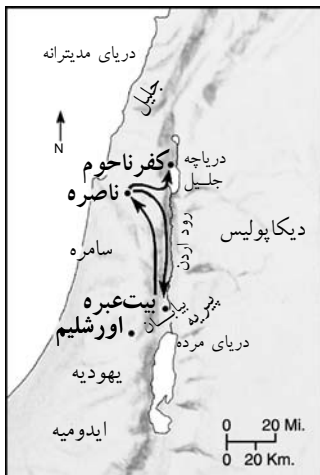 دریای مدیترانه
جلیل
N
کفرناحوم
دریاچه
جلیل
ناصره
رود اردن
دیکاپولیس
سامره
بیت‌عبره
بیابان
پیریه
اورشلیم
دریای مرده
یهودیه
ایدومیه
0 20 Mi.
0 20 Km.